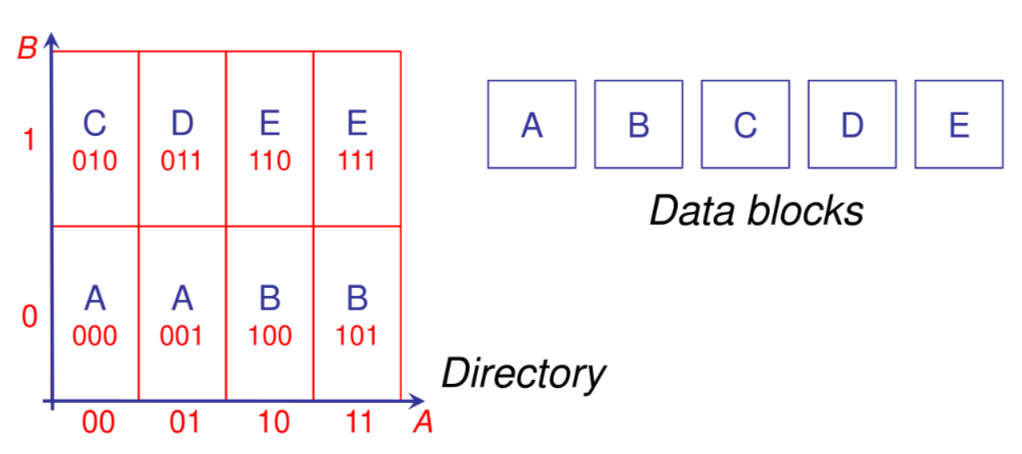 B
1
C D E E
010 011 110 111
0
A A B B
000 001 100 101
00 01 10 11 A
Directory
A B C D E
Data blocks